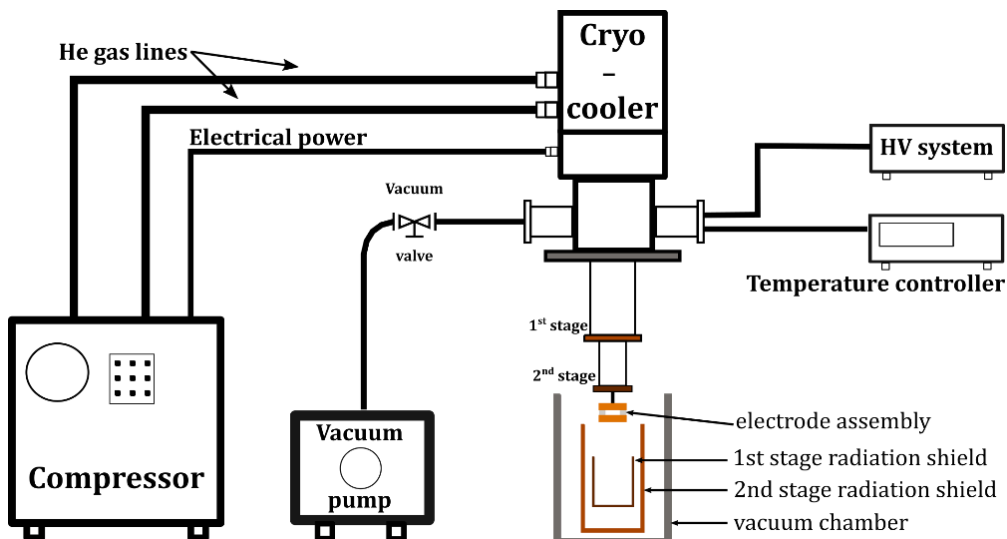 He gas lines
Cryo
–
cooler
Electrical power
HV system
Vacuum
valve
Temperature controller
1st stage
2nd stage
Compressor
Vacuum
pump
electrode assembly
1st stage radiation shield
2nd stage radiation shield
vacuum chamber